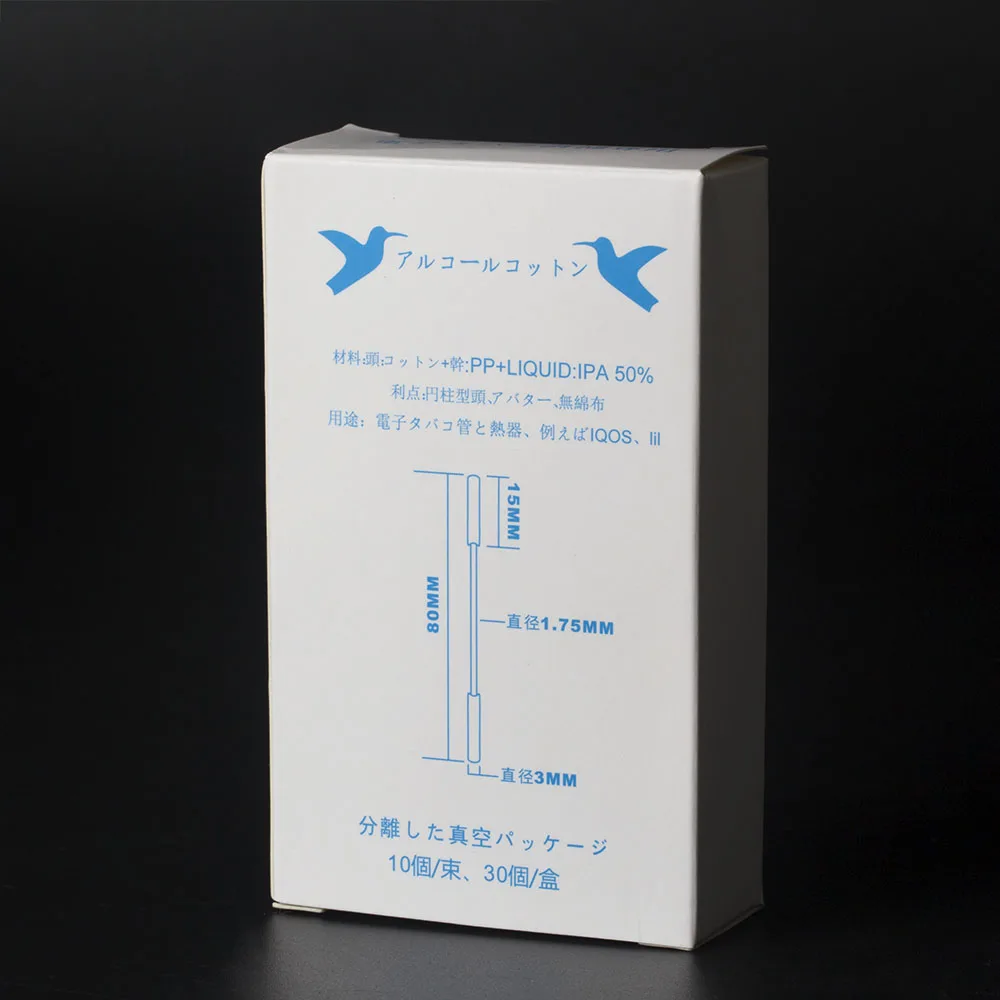 アルコールコットン
材料:頭:コットン+幹:PP+LIQUID:IPA 50%
利点:円柱型頭、アバター、無綿布
用途：電子タバコ管と熱器、例えばIQOS、lil
15MM
80MM
直径1.75MM
直径3MM
分離した真空パッケージ
10個/束、30個/盒